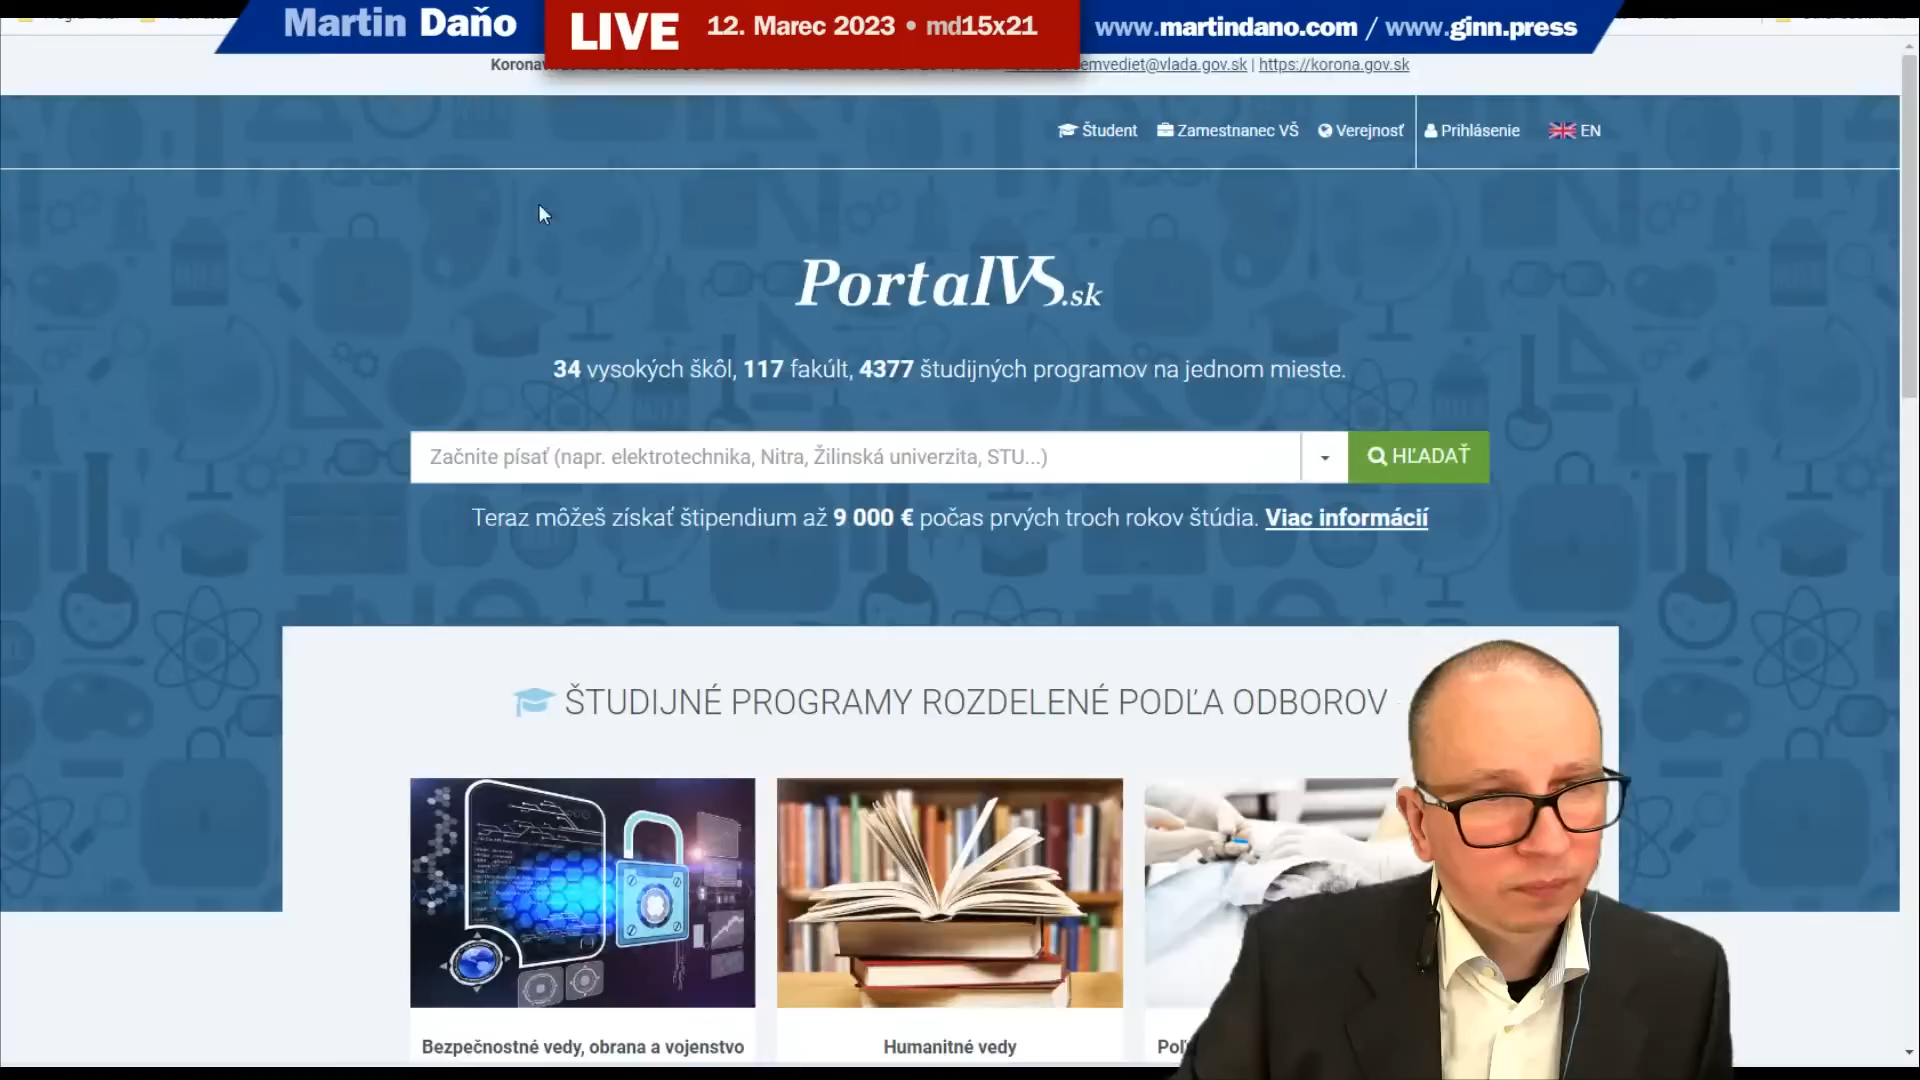 Martin Daňo
LIVE
12. Marec 2023 • md15x21
www.martindano.com / www.ginn.press
emvediet@vlada.gov.sk | https://korona.gov.sk
Študent
Zamestnanec VŠ
Verejnosť
Prihlásenie
EN
PortalVS.sk
34 vysokých škôl, 117 fakúlt, 4377 študijných programov na jednom mieste.
Začnite písať (napr. elektrotechnika, Nitra, Žilinská univerzita, STU...)
HĽADAŤ
Teraz môžeš získať štipendium až 9 000 € počas prvých troch rokov štúdia. Viac informácií
ŠTUDIJNÉ PROGRAMY ROZDELENÉ PODĽA ODBOROV
Bezpečnostné vedy, obrana a vojenstvo
Humanitné vedy